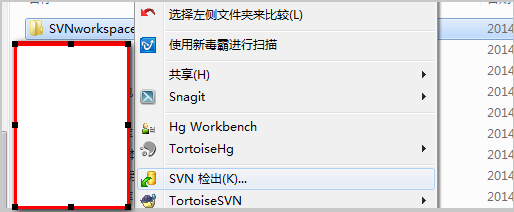 选择左侧文件夹来比较(L)
SVNworkspace
2014
使用新毒霸进行扫描
2014
2014
共享(H)
2014
Snagit
2014
2014
Hg Workbench
2014
TortoiseHg
2014
SVN 检出(K)...
2014
TortoiseSVN
2014